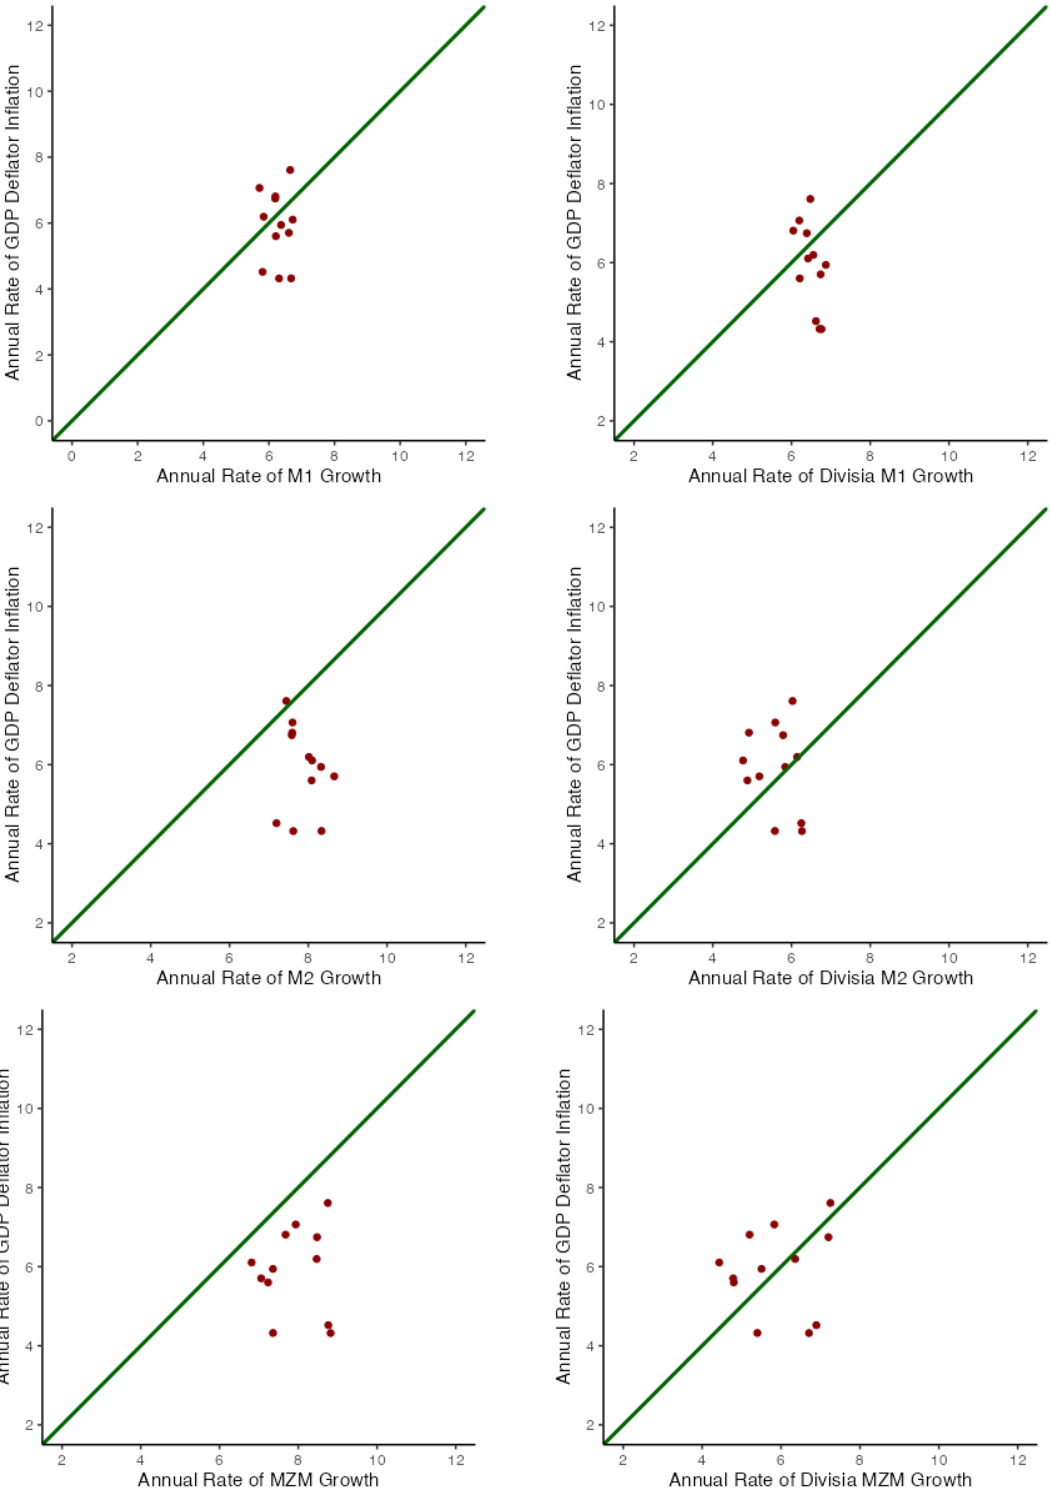 12
10
8
6
4
2
0
Annual Rate of GDP Deflator Inflation
0 2 4 6 8 10 12
Annual Rate of M1 Growth
12
10
8
6
4
2
Annual Rate of GDP Deflator Inflation
2 4 6 8 10 12
Annual Rate of Divisia M1 Growth
12
10
8
6
4
2
Annual Rate of GDP Deflator Inflation
2 4 6 8 10 12
Annual Rate of M2 Growth
12
10
8
6
4
2
Annual Rate of GDP Deflator Inflation
2 4 6 8 10 12
Annual Rate of Divisia M2 Growth
12
10
8
6
4
2
Annual Rate of GDP Deflator Inflation
2 4 6 8 10 12
Annual Rate of MZM Growth
12
10
8
6
4
2
Annual Rate of GDP Deflator Inflation
2 4 6 8 10 12
Annual Rate of Divisia MZM Growth